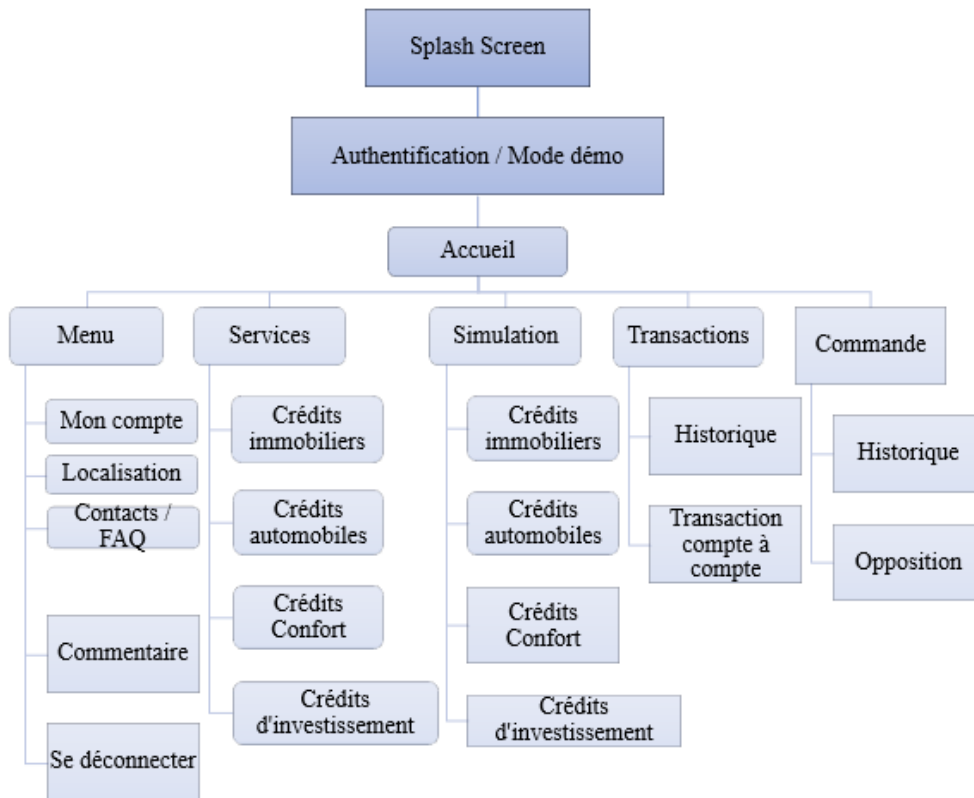 Splash Screen
Authentification / Mode démo
Accueil
Menu
Services
Simulation
Transactions
Commande
Mon compte
Localisation
Contacts /
FAQ
Commentaire
Se déconnecter
Crédits
immobiliers
Crédits
automobiles
Crédits
Confort
Crédits
d'investissement
Crédits
immobiliers
Crédits
automobiles
Crédits
Confort
Crédits
d'investissement
Historique
Transaction
compte à
compte
Historique
Opposition